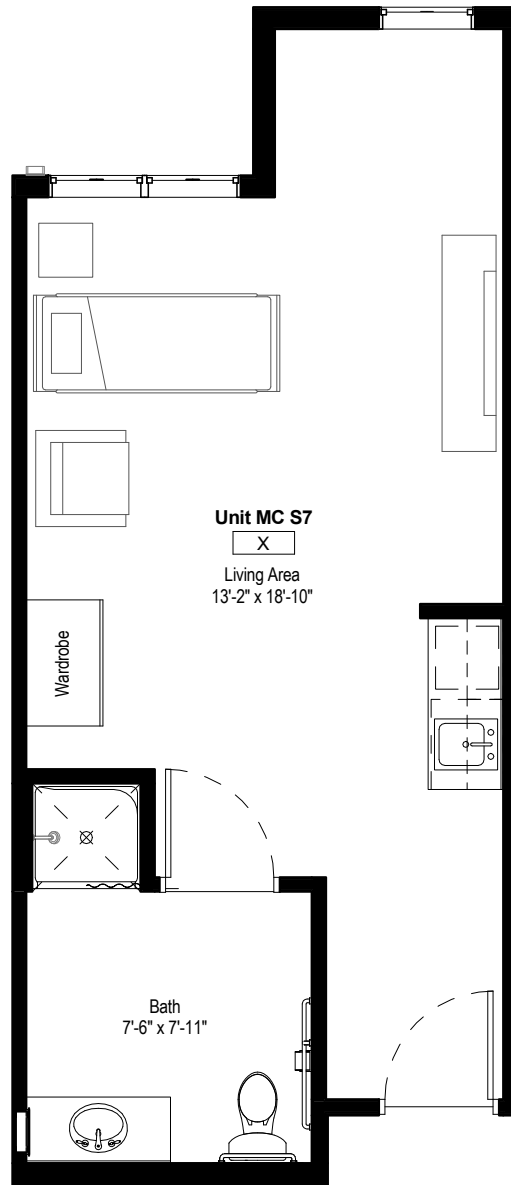 Unit MC S7
X
Living Area
13'-2" x 18'-10"
Wardrobe
Bath
7'-6" x 7'-11"